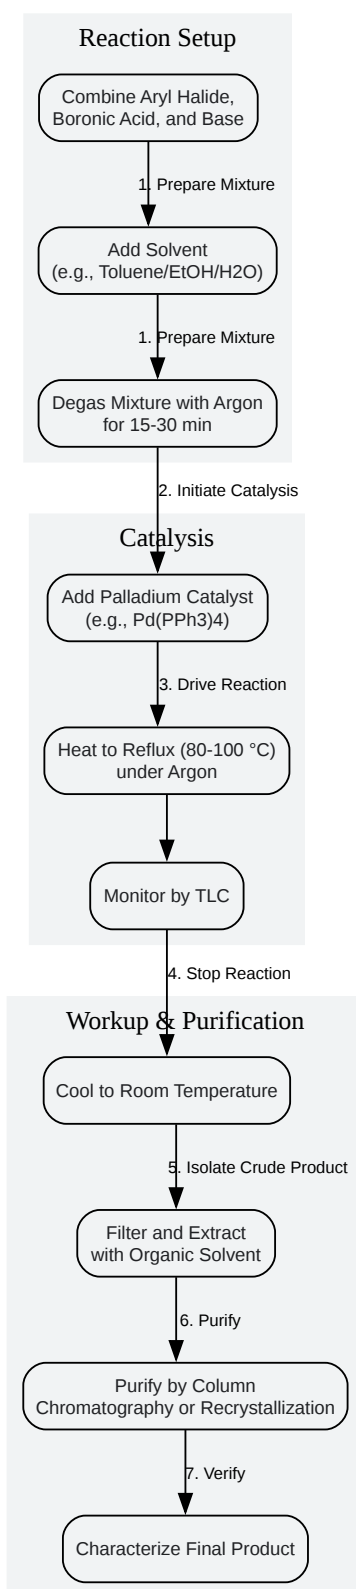 Reaction Setup
Combine Aryl Halide,
Boronic Acid, and Base
1. Prepare Mixture
Add Solvent
(e.g., Toluene/EtOH/H2O)
1. Prepare Mixture
Degas Mixture with Argon
for 15-30 min
2. Initiate Catalysis
Catalysis
Add Palladium Catalyst
(e.g., Pd(PPh3)4)
3. Drive Reaction
Heat to Reflux (80-100 °C)
under Argon
Monitor by TLC
4. Stop Reaction
Workup & Purification
Cool to Room Temperature
5. Isolate Crude Product
Filter and Extract
with Organic Solvent
6. Purify
Purify by Column
Chromatography or Recrystallization
7. Verify
Characterize Final Product